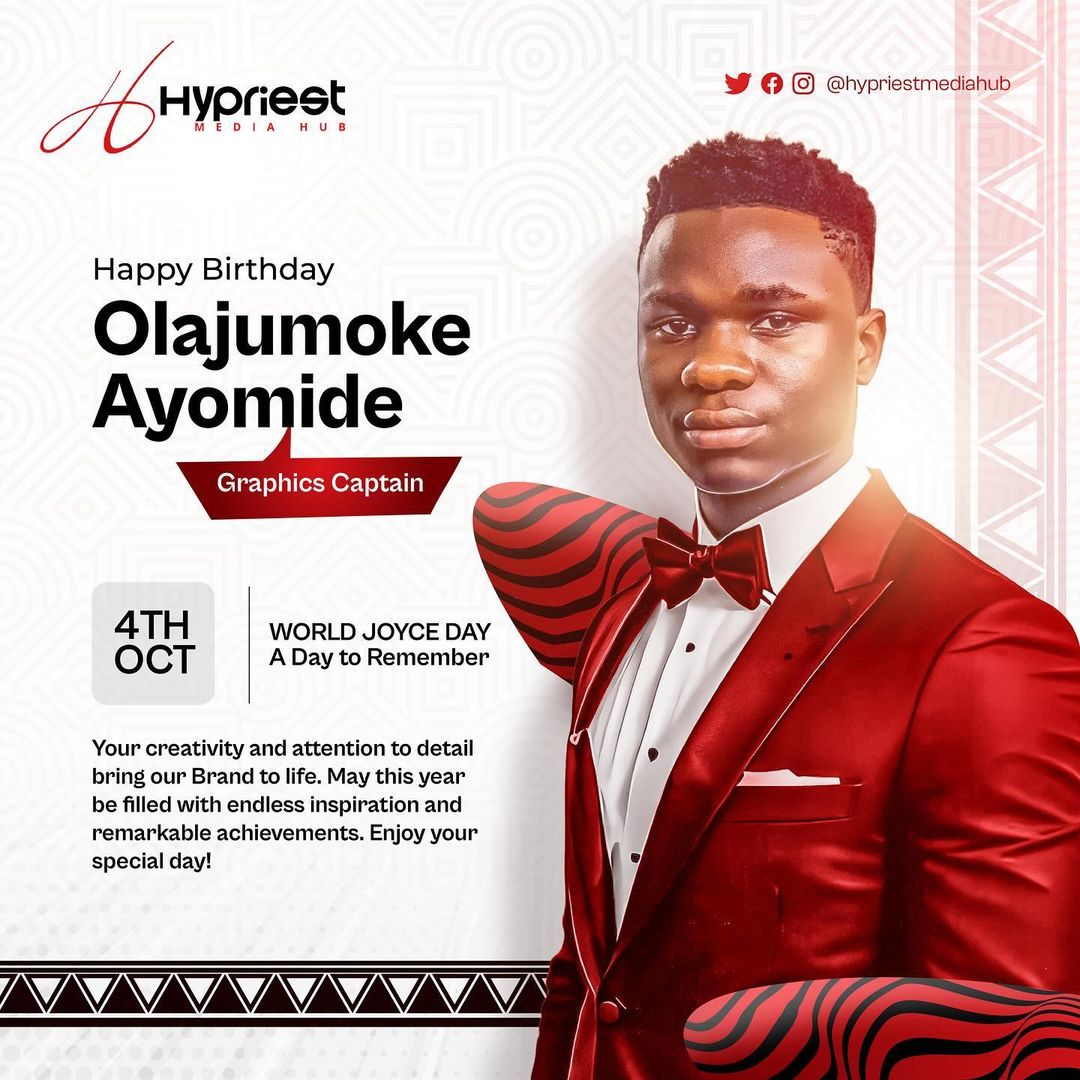 Hypriest
MEDIA HUB
@hypriestmediahub
Happy Birthday
Olajumoke
Ayomide
Graphics Captain
4TH
OCT
WORLD JOYCE DAY
A Day to Remember
Your creativity and attention to detail
bring our Brand to life. May this year
be filled with endless inspiration and
remarkable achievements. Enjoy your
special day!